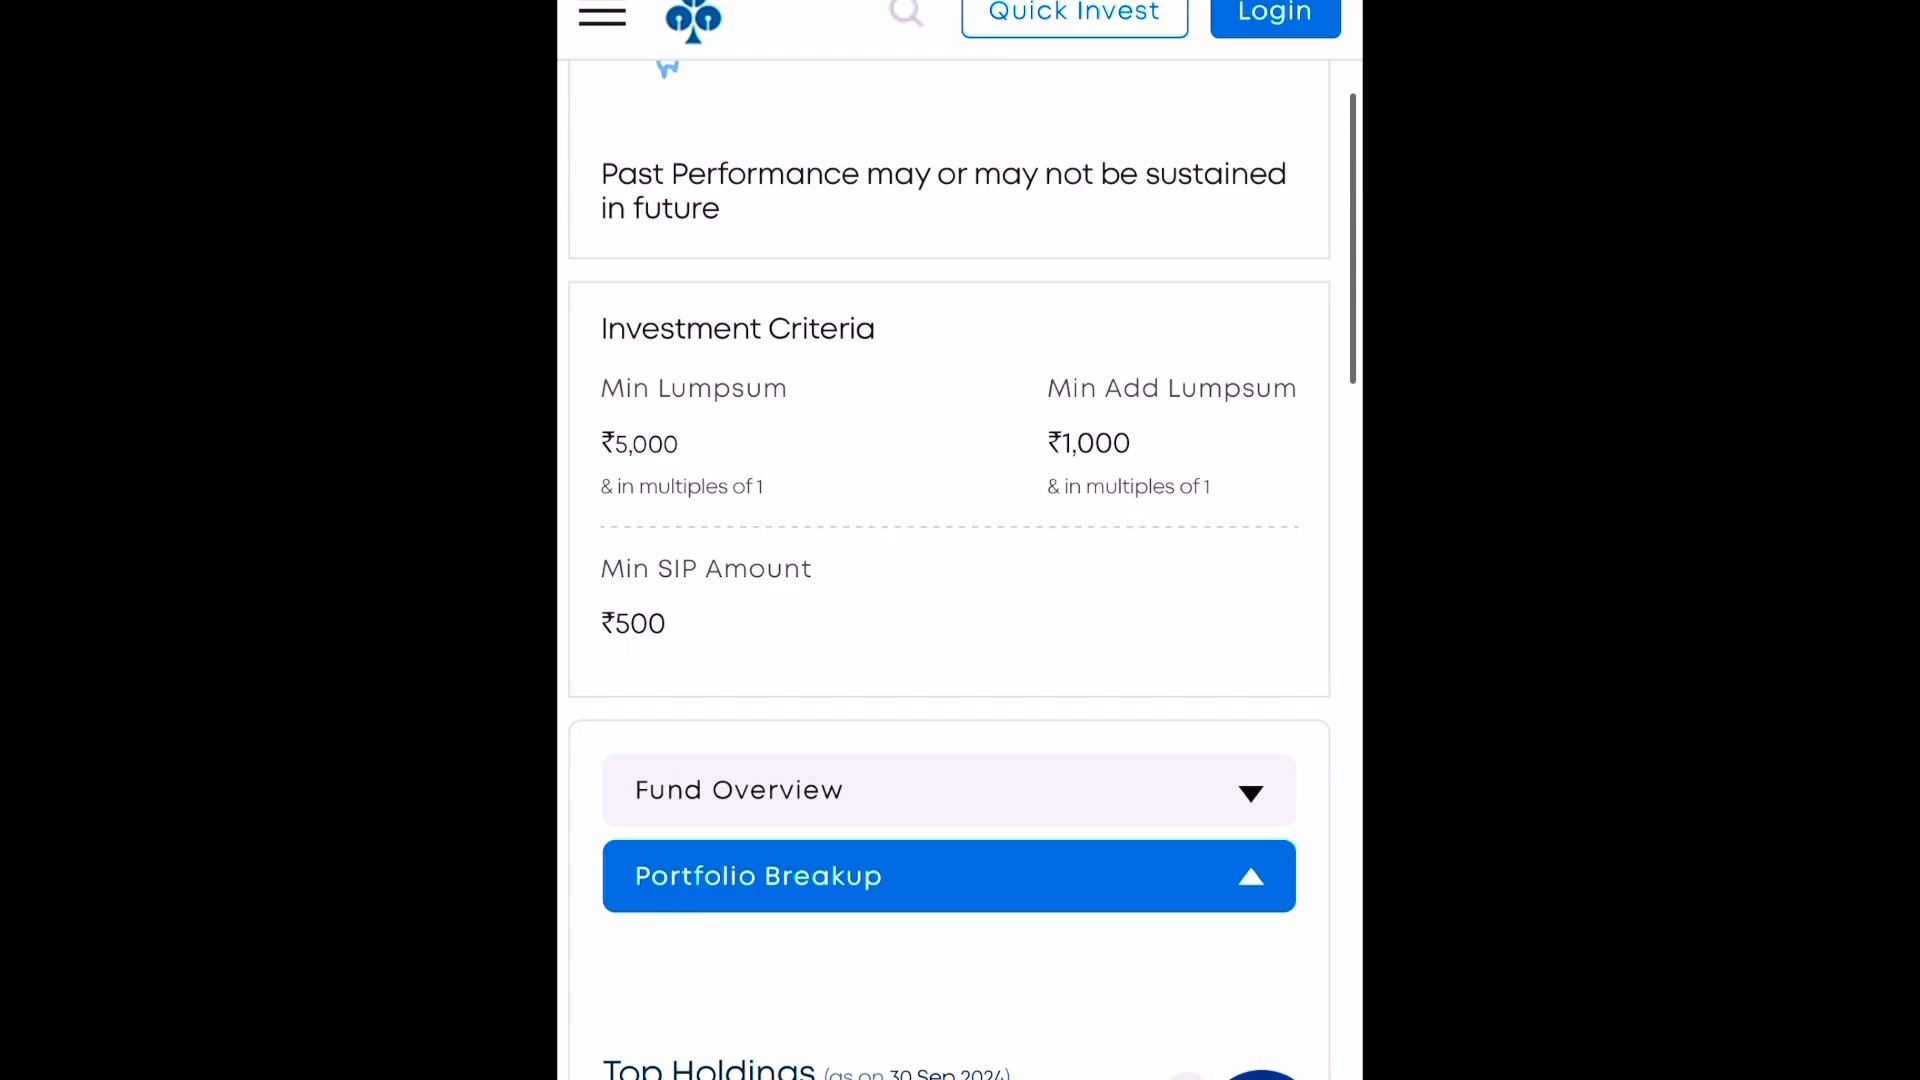 Quick Invest
Login
Past Performance may or may not be sustained
in future
Investment Criteria
Min Lumpsum
Min Add Lumpsum
₹5,000
₹1,000
& in multiples of 1
& in multiples of 1
Min SIP Amount
₹500
Fund Overview
Portfolio Breakup
Top Holdings (as on 30 Sep 2024)